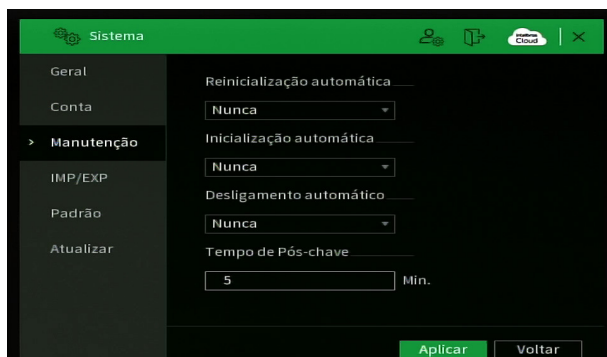 Sistema
intelbras
Cloud
Geral
Conta
Manutenção
IMP/EXP
Padrão
Atualizar
Reinicialização automática
Nunca
Inicialização automática
Nunca
Desligamento automático
Nunca
Tempo de Pós-chave
5 Min.
Aplicar Voltar